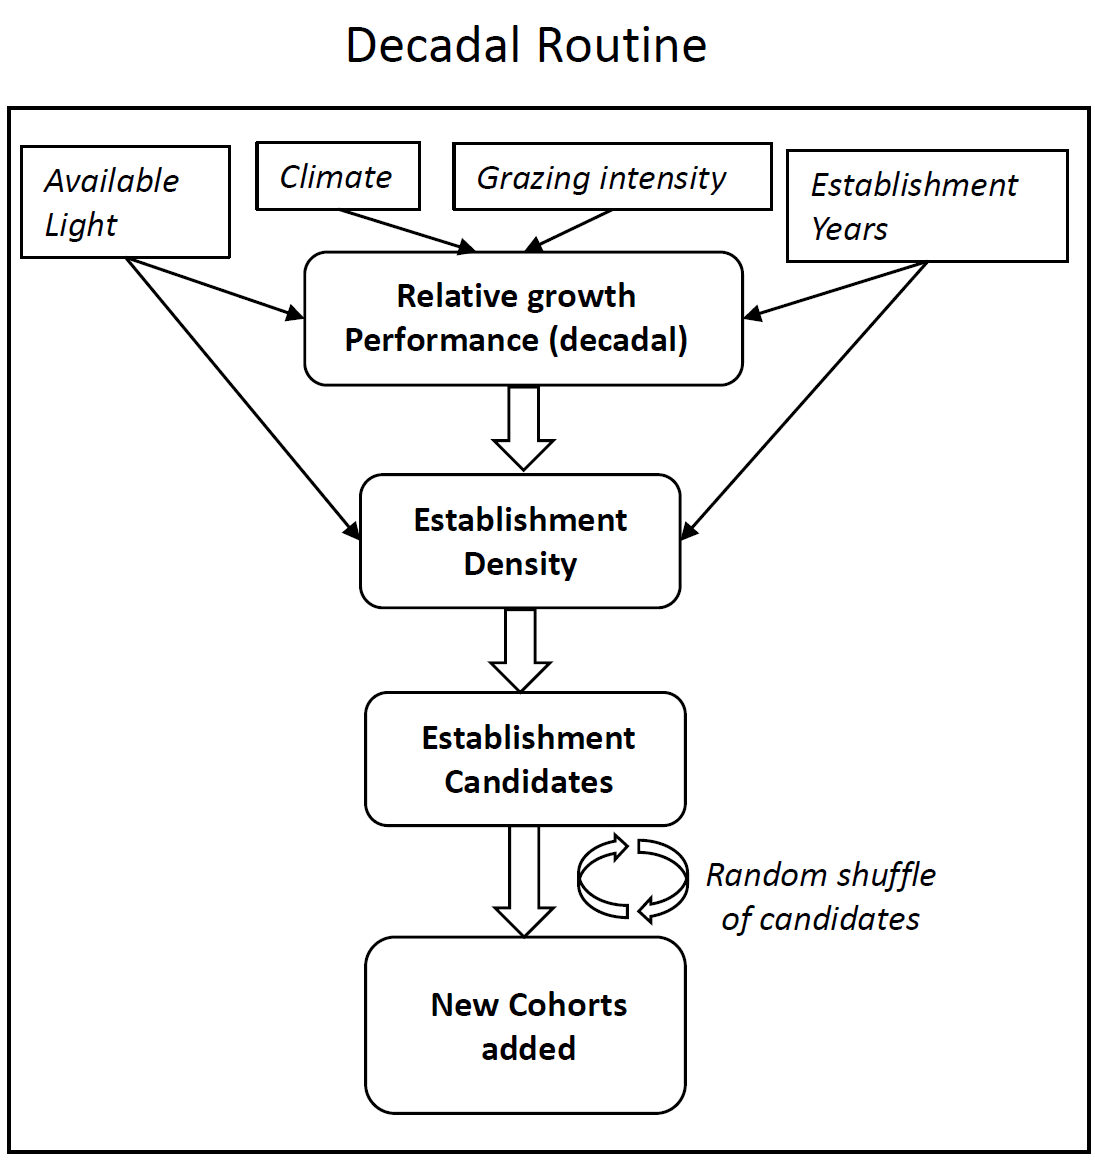 Decadal Routine
Available
Light
Climate
Grazing intensity
Establishment
Years
Relative growth
Performance (decadal)
Establishment
Density
Establishment
Candidates
Random shuffle
of candidates
New Cohorts
added